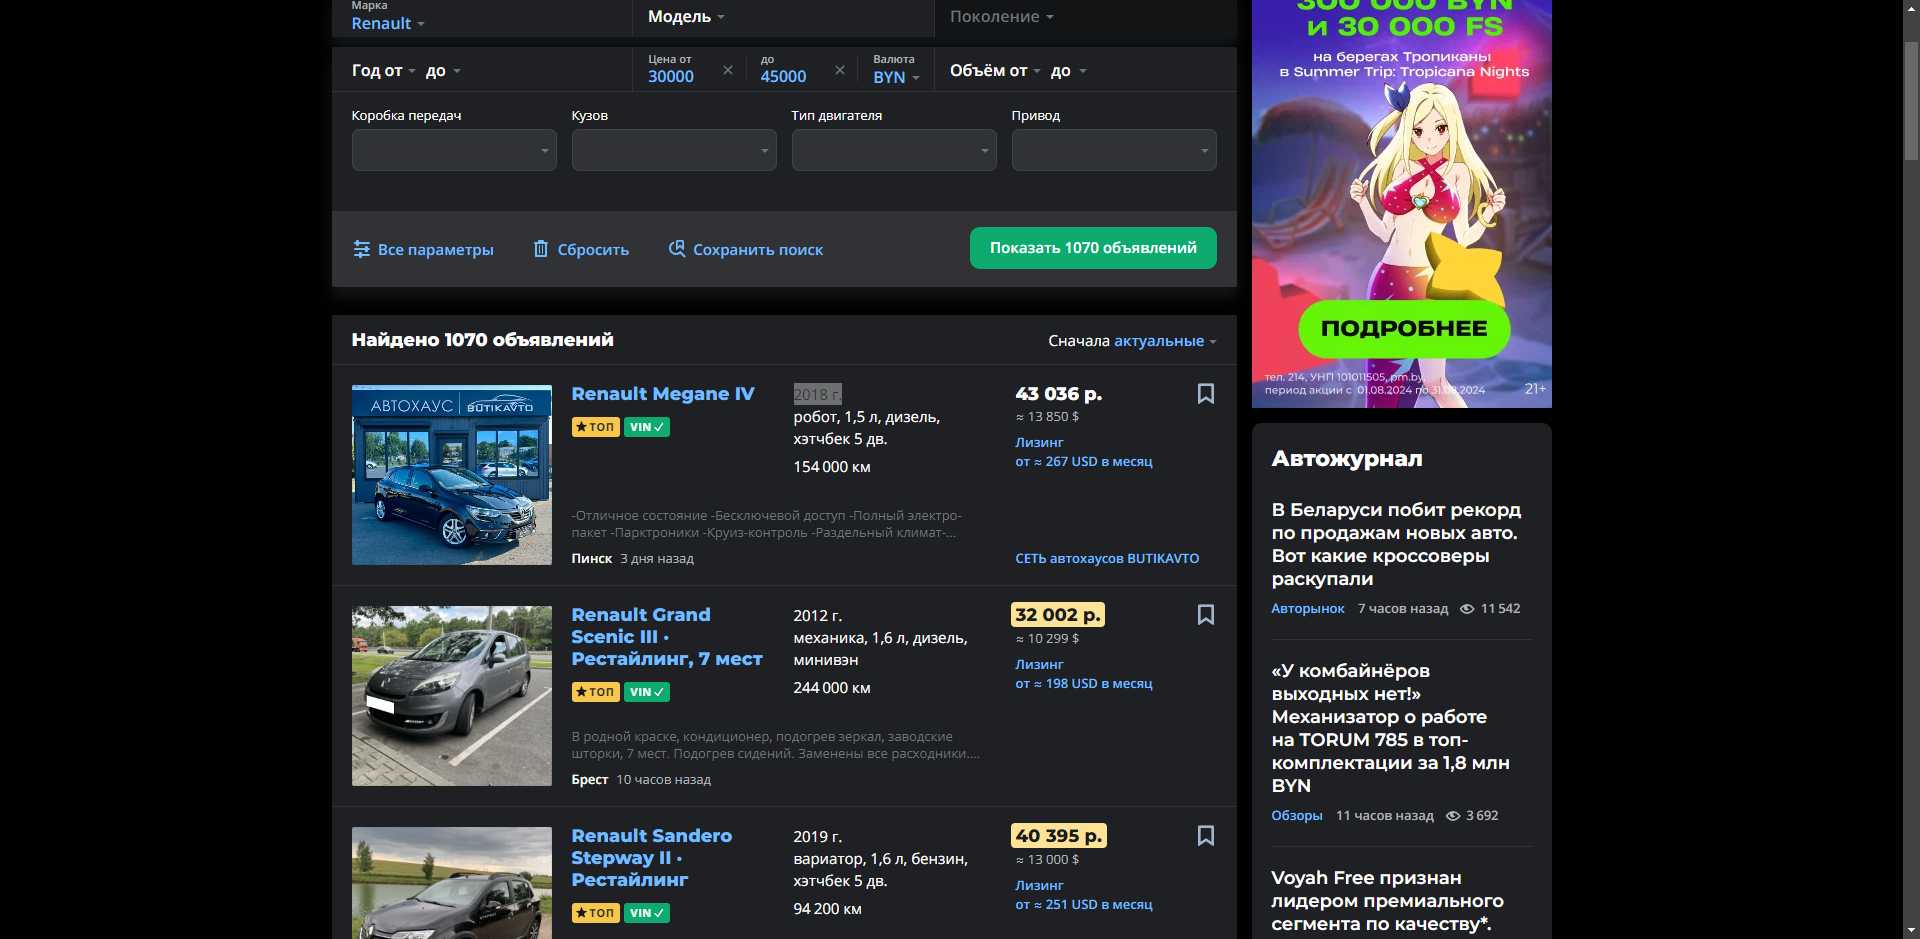 Марка
Renault
Модель
Поколение
Год от до
Цена от
30000
до
45000
Валюта
BYN
Объём от до
Коробка передач
Кузов
Тип двигателя
Привод
Все параметры
Сбросить
Сохранить поиск
Показать 1070 объявлений
Найдено 1070 объявлений
Сначала актуальные
АВТОХАУС BUTIKAVTO
Renault Megane IV
ТОП
VIN
2018 г.
робот, 1,5 л, дизель,
хэтчбек 5 дв.
154 000 км
43 036 р.
≈ 13 850 $
Лизинг
от ≈ 267 USD в месяц
-Отличное состояние -Бесключевой доступ -Полный электро-
пакет -Парктроники -Круиз-контроль -Раздельный климат-...
Пинск 3 дня назад
СЕТЬ автохаусов BUTIKAVTO
Renault Grand
Scenic III ·
Рестайлинг, 7 мест
ТОП
VIN
2012 г.
механика, 1,6 л, дизель,
минивэн
244 000 км
32 002 р.
≈ 10 299 $
Лизинг
от ≈ 198 USD в месяц
В родной краске, кондиционер, подогрев зеркал, заводские
шторки, 7 мест. Подогрев сидений. Заменены все расходники....
Брест 10 часов назад
Renault Sandero
Stepway II ·
Рестайлинг
ТОП
VIN
2019 г.
вариатор, 1,6 л, бензин,
хэтчбек 5 дв.
94 200 км
40 395 р.
≈ 13 000 $
Лизинг
от ≈ 251 USD в месяц
300 000 BYN
и 30 000 FS
на берегах Тропиканы
в Summer Trip: Tropicana Nights
ПОДРОБНЕЕ
тел. 214, УНП 101011505, pm.by,
период акции с 01.08.2024 по 31.08.2024
21+
Автожурнал
В Беларуси побит рекорд
по продажам новых авто.
Вот какие кроссоверы
раскупали
Авторынок 7 часов назад 11 542
«У комбайнёров
выходных нет!»
Механизатор о работе
на TORUM 785 в топ-
комплектации за 1,8 млн
BYN
Обзоры 11 часов назад 3 692
Voyah Free признан
лидером премиального
сегмента по качеству*.